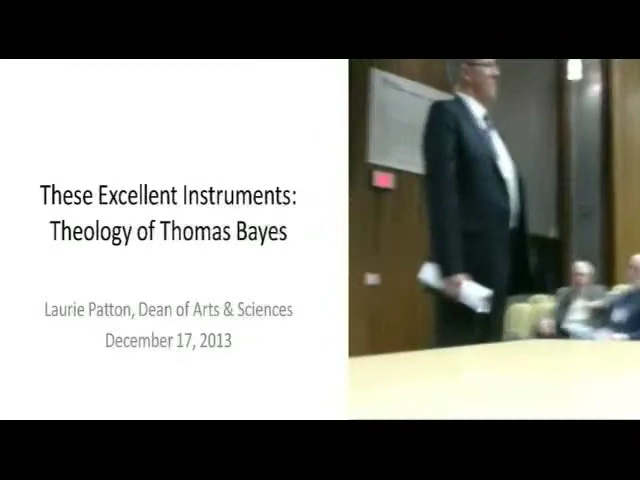 These Excellent Instruments:
Theology of Thomas Bayes
Laurie Patton, Dean of Arts & Sciences
December 17, 2013